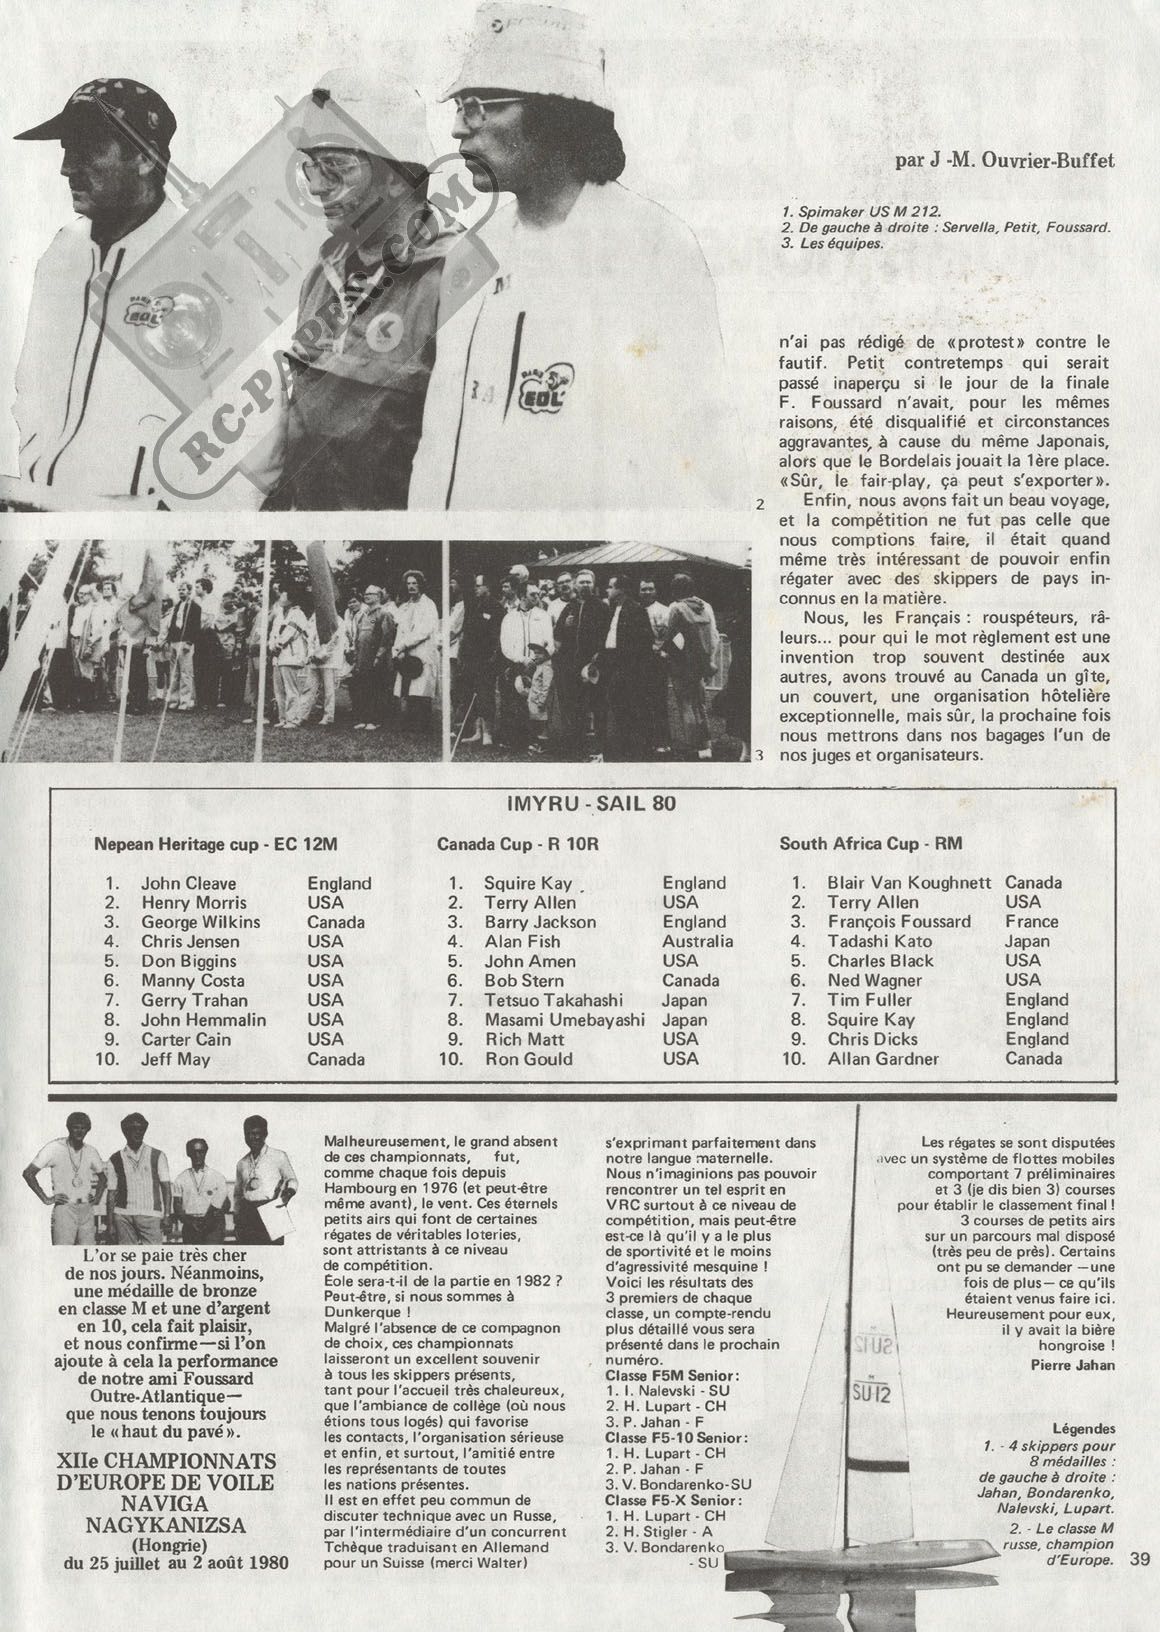 par J -M. Ouvrier-Buffet
1. Spimaker US M 212.
2. De gauche à droite : Servella, Petit, Foussard.
3. Les équipes.
RC-PAPER.COM
EOL
EOL
2
3
n'ai pas rédigé de «protest» contre le
fautif. Petit contretemps qui serait
passé inaperçu si le jour de la finale
F. Foussard n'avait, pour les mêmes
raisons, été disqualifié et circonstances
aggravantes, à cause du même Japonais,
alors que le Bordelais jouait la 1ère place.
«Sûr, le fair-play, ça peut s'exporter».
Enfin, nous avons fait un beau voyage,
et la compétition ne fut pas celle que
nous comptions faire, il était quand
même très intéressant de pouvoir enfin
régater avec des skippers de pays in-
connus en la matière.
Nous, les Français : rouspéteurs, râ-
leurs... pour qui le mot règlement est une
invention trop souvent destinée aux
autres, avons trouvé au Canada un gîte,
un couvert, une organisation hôtelière
exceptionnelle, mais sûr, la prochaine fois
nous mettrons dans nos bagages l'un de
nos juges et organisateurs.
IMYRU - SAIL 80
Nepean Heritage cup - EC 12M
1. John Cleave England
2. Henry Morris USA
3. George Wilkins Canada
4. Chris Jensen USA
5. Don Biggins USA
6. Manny Costa USA
7. Gerry Trahan USA
8. John Hemmalin USA
9. Carter Cain USA
10. Jeff May Canada
Canada Cup - R 10R
1. Squire Kay England
2. Terry Allen USA
3. Barry Jackson England
4. Alan Fish Australia
5. John Amen USA
6. Bob Stern Canada
7. Tetsuo Takahashi Japan
8. Masami Umebayashi Japan
9. Rich Matt USA
10. Ron Gould USA
South Africa Cup - RM
1. Blair Van Koughnett Canada
2. Terry Allen USA
3. François Foussard France
4. Tadashi Kato Japan
5. Charles Black USA
6. Ned Wagner USA
7. Tim Fuller England
8. Squire Kay England
9. Chris Dicks England
10. Allan Gardner Canada
L'or se paie très cher
de nos jours. Néanmoins,
une médaille de bronze
en classe M et une d'argent
en 10, cela fait plaisir,
et nous confirme—si l'on
ajoute à cela la performance
de notre ami Foussard
Outre-Atlantique—
que nous tenons toujours
le «haut du pavé».
XIIe CHAMPIONNATS
D'EUROPE DE VOILE
NAVIGA
NAGYKANIZSA
(Hongrie)
du 25 juillet au 2 août 1980
Malheureusement, le grand absent
de ces championnats, fut,
comme chaque fois depuis
Hambourg en 1976 (et peut-être
même avant), le vent. Ces éternels
petits airs qui font de certaines
régates de véritables loteries,
sont attristants à ce niveau
de compétition.
Éole sera-t-il de la partie en 1982 ?
Peut-être, si nous sommes à
Dunkerque !
Malgré l'absence de ce compagnon
de choix, ces championnats
laisseront un excellent souvenir
à tous les skippers présents,
tant pour l'accueil très chaleureux,
que l'ambiance de collège (où nous
étions tous logés) qui favorise
les contacts, l'organisation sérieuse
et enfin, et surtout, l'amitié entre
les représentants de toutes
les nations présentes.
Il est en effet peu commun de
discuter technique avec un Russe,
par l'intermédiaire d'un concurrent
Tchèque traduisant en Allemand
pour un Suisse (merci Walter)
s'exprimant parfaitement dans
notre langue maternelle.
Nous n'imaginions pas pouvoir
rencontrer un tel esprit en
VRC surtout à ce niveau de
compétition, mais peut-être
est-ce là qu'il y a le plus
de sportivité et le moins
d'agressivité mesquine !
Voici les résultats des
3 premiers de chaque
classe, un compte-rendu
plus détaillé vous sera
présenté dans le prochain
numéro.
Classe F5M Senior :
1. I. Nalevski - SU
2. H. Lupart - CH
3. P. Jahan - F
Classe F5-10 Senior :
1. H. Lupart - CH
2. P. Jahan - F
3. V. Bondarenko-SU
Classe F5-X Senior :
1. H. Lupart - CH
2. H. Stigler - A
3. V. Bondarenko
- SU
M
SU12
Les régates se sont disputées
avec un système de flottes mobiles
comportant 7 préliminaires
et 3 (je dis bien 3) courses
pour établir le classement final !
3 courses de petits airs
sur un parcours mal disposé
(très peu de près). Certains
ont pu se demander —une
fois de plus— ce qu'ils
étaient venus faire ici.
Heureusement pour eux,
il y avait la bière
hongroise !
Pierre Jahan
Légendes
1. - 4 skippers pour
8 médailles :
de gauche à droite :
Jahan, Bondarenko,
Nalevski, Lupart.
2. - Le classe M
russe, champion
d'Europe.
39